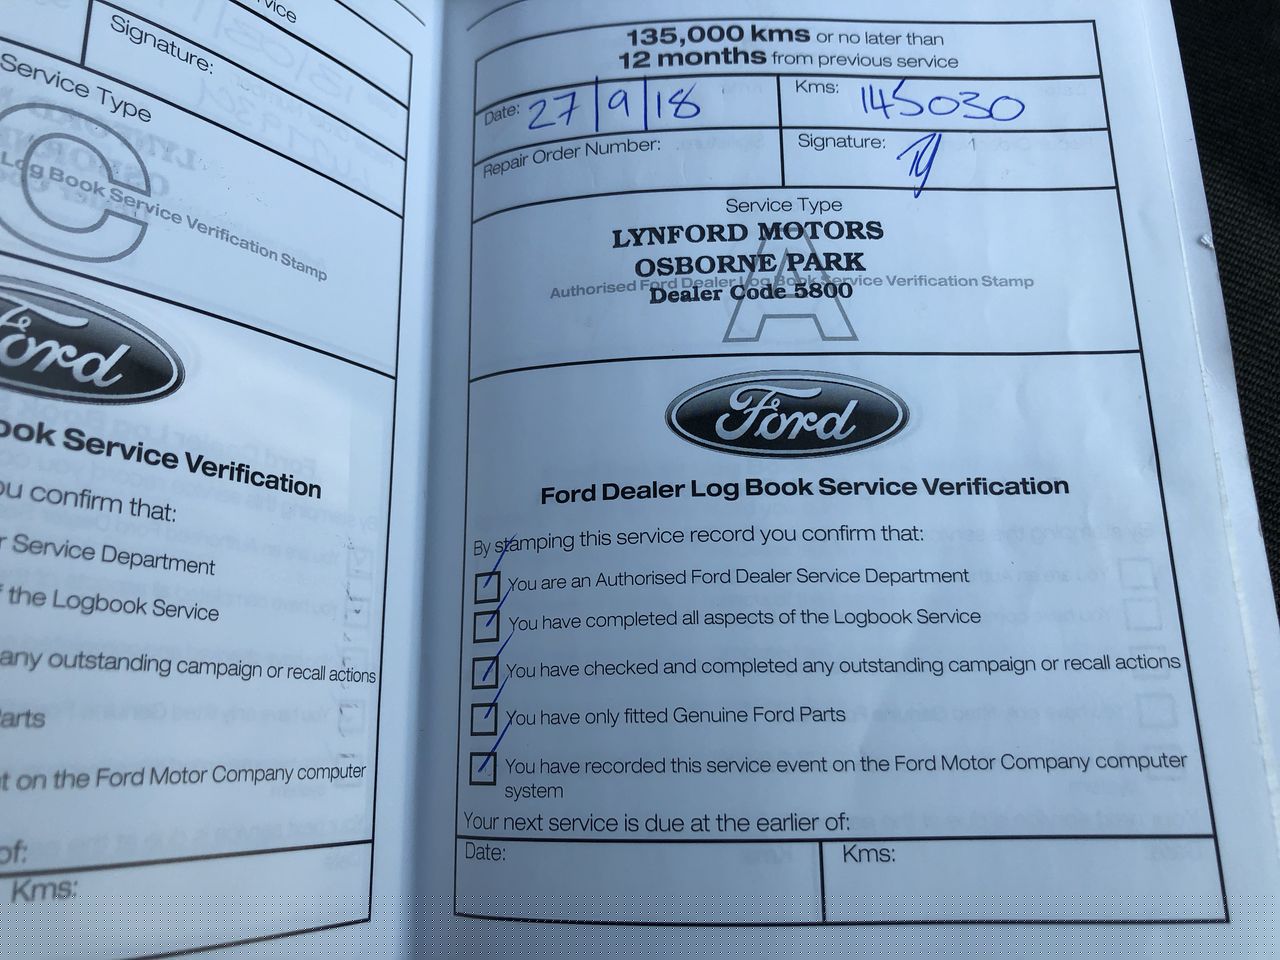 vice
Signature:
Service Type
C
Log Book Service Verification Stamp
Ford
ook Service Verification
ou confirm that:
r Service Department
f the Logbook Service
any outstanding campaign or recall actions
arts
t on the Ford Motor Company computer
of:
Kms:
135,000 kms or no later than
12 months from previous service
Date: 27/9/18
Kms: 145030
Repair Order Number:
Signature:
Service Type
LYNFORD MOTORS
OSBORNE PARK
A
Authorised Ford Dealer Log Book Service Verification Stamp
Dealer Code 5800
Ford
Ford Dealer Log Book Service Verification
By stamping this service record you confirm that:
You are an Authorised Ford Dealer Service Department
You have completed all aspects of the Logbook Service
You have checked and completed any outstanding campaign or recall actions
You have only fitted Genuine Ford Parts
You have recorded this service event on the Ford Motor Company computer
system
Your next service is due at the earlier of:
Date:
Kms: